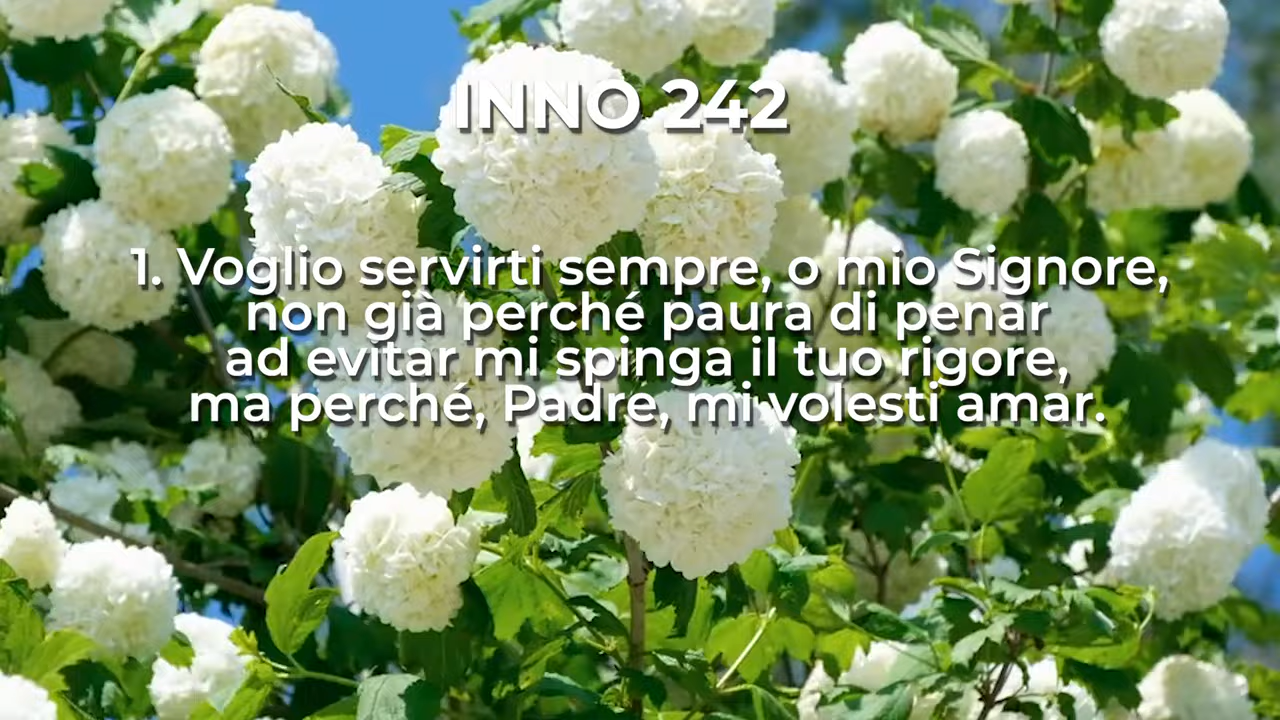 INNO 242
1. Voglio servirti sempre, o mio Signore,
non già perché paura di penar
ad evitar mi spinga il tuo rigore,
ma perché, Padre, mi volesti amar.